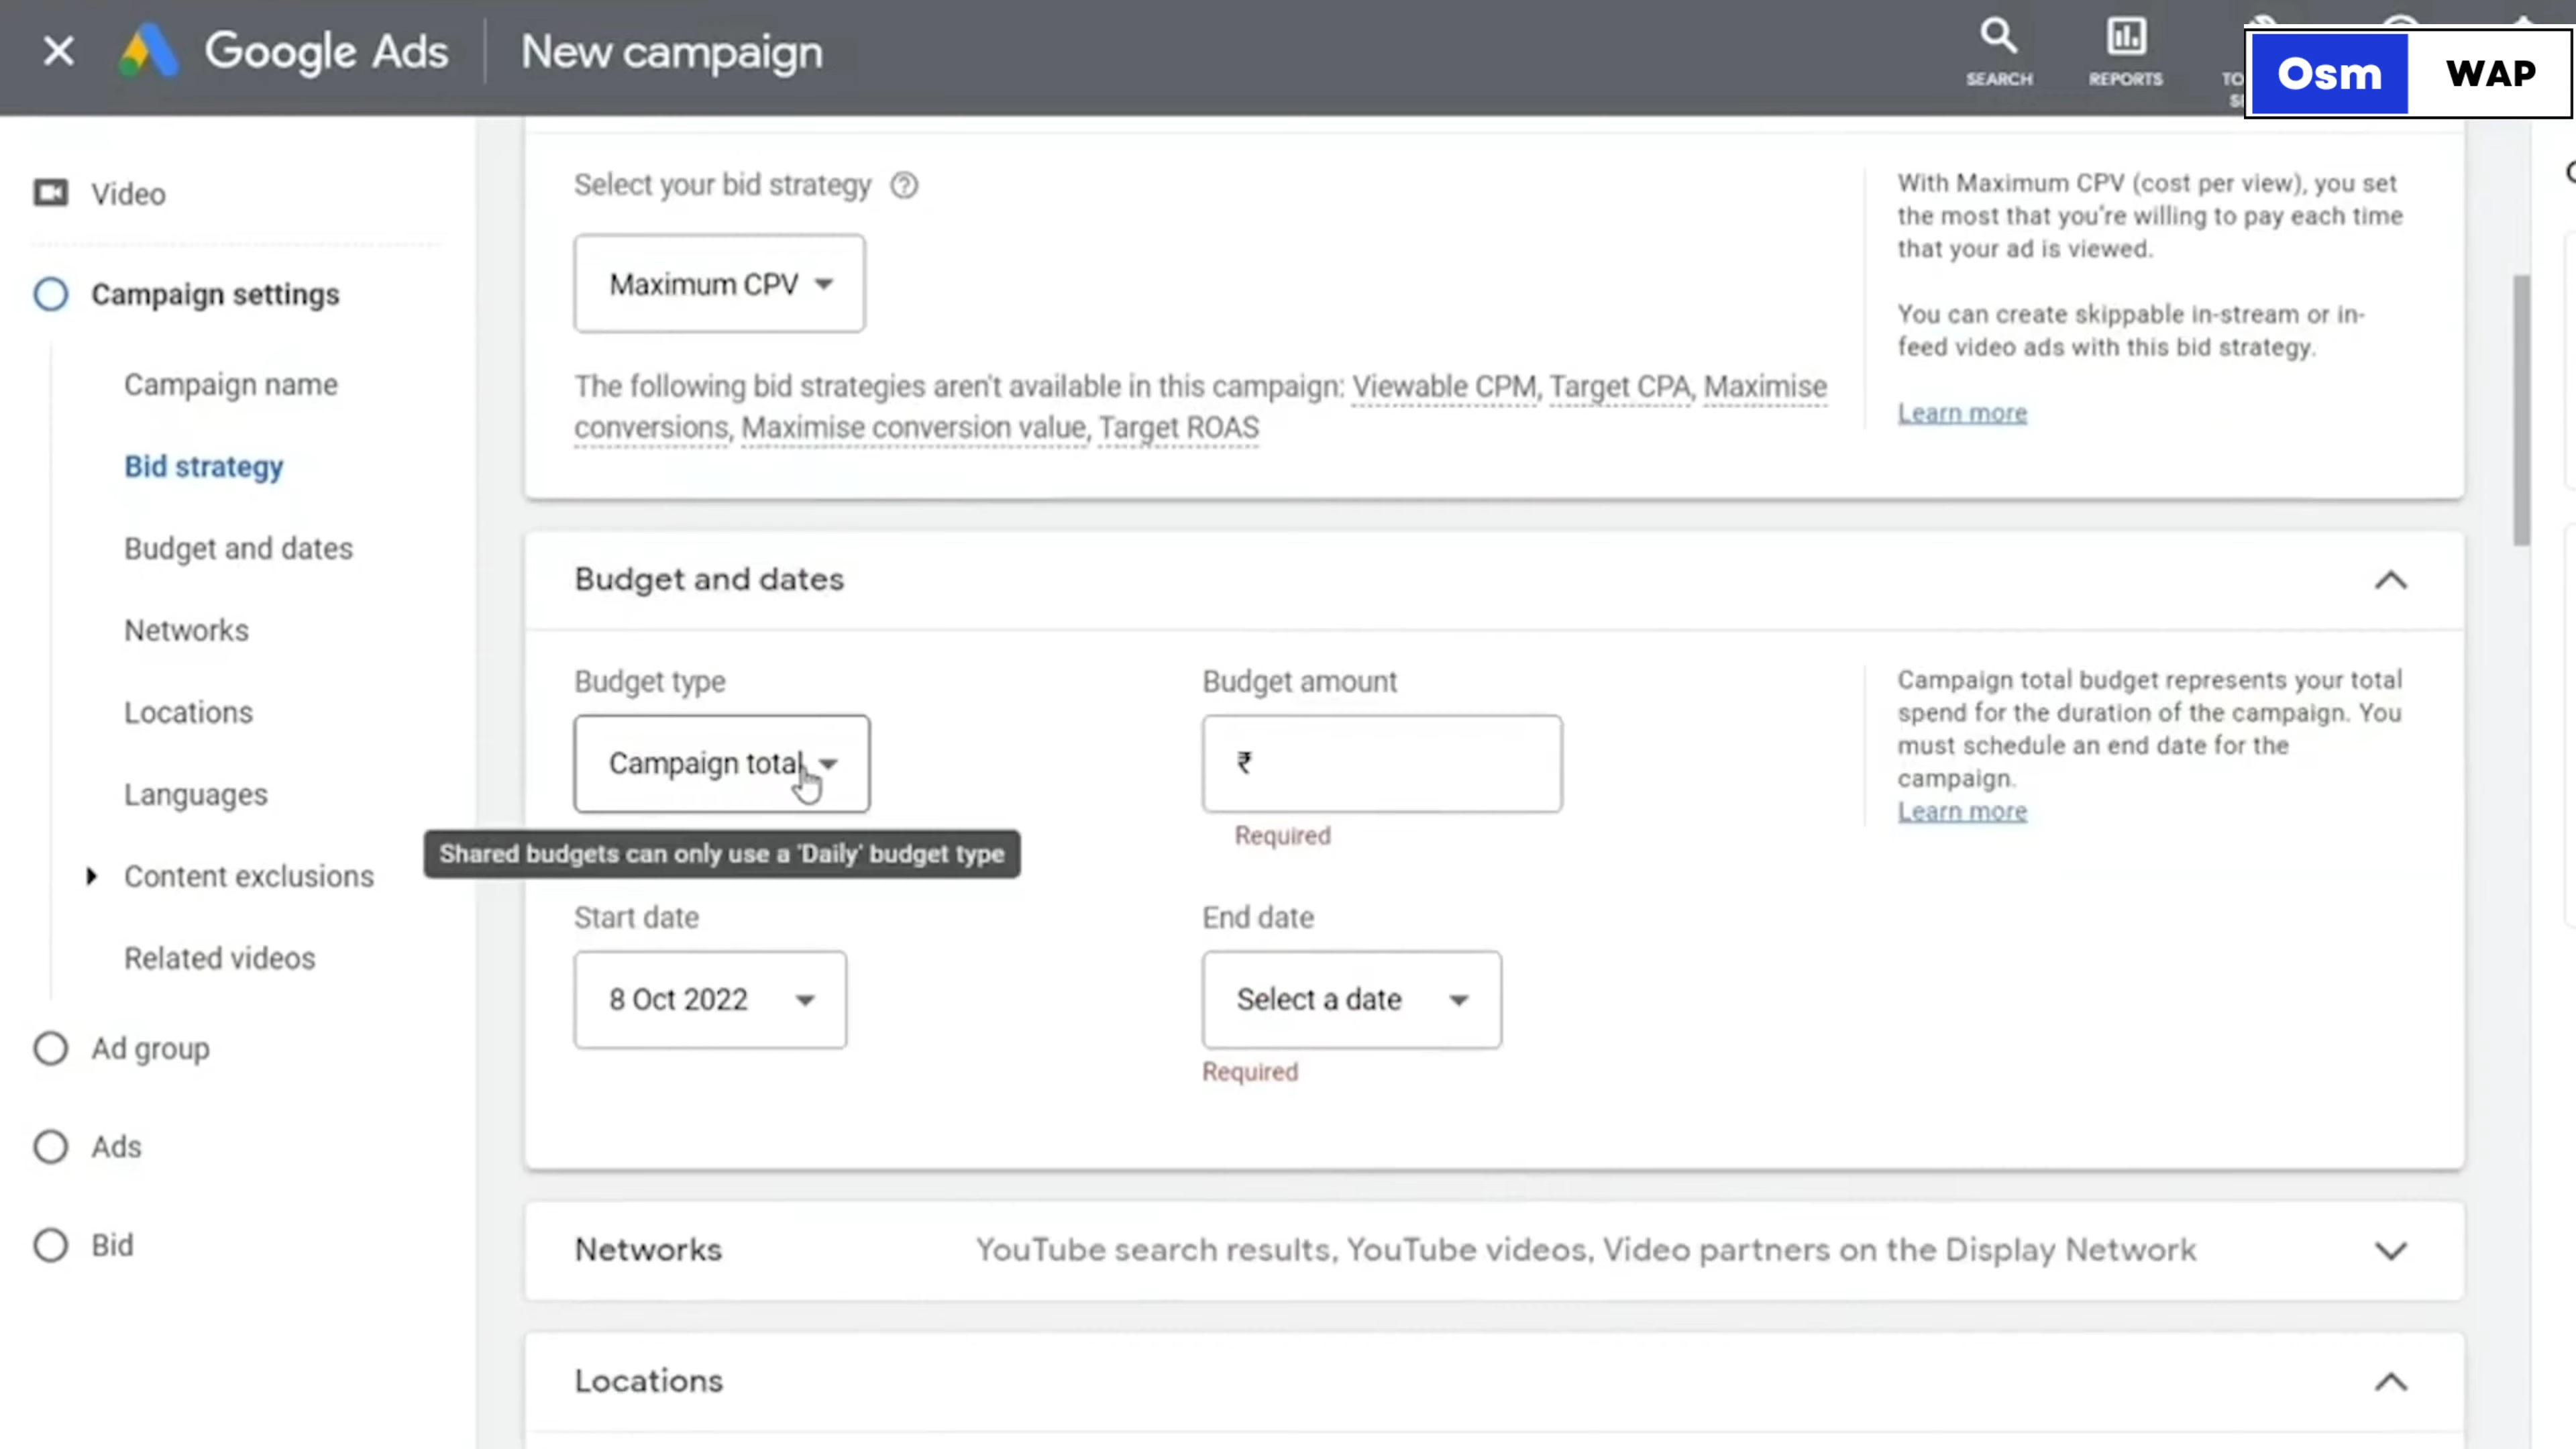 Google Ads
New campaign
SEARCH
REPORTS
Osm
WAP
Video
Campaign settings
Campaign name
Bid strategy
Budget and dates
Networks
Locations
Languages
Content exclusions
Related videos
Ad group
Ads
Bid
Select your bid strategy
Maximum CPV
The following bid strategies aren't available in this campaign: Viewable CPM, Target CPA, Maximise
conversions, Maximise conversion value, Target ROAS
With Maximum CPV (cost per view), you set
the most that you're willing to pay each time
that your ad is viewed.
You can create skippable in-stream or in-
feed video ads with this bid strategy.
Learn more
Budget and dates
Budget type
Campaign total
Shared budgets can only use a 'Daily' budget type
Budget amount
₹
Required
Start date
8 Oct 2022
End date
Select a date
Required
Campaign total budget represents your total
spend for the duration of the campaign. You
must schedule an end date for the
campaign.
Learn more
Networks
YouTube search results, YouTube videos, Video partners on the Display Network
Locations